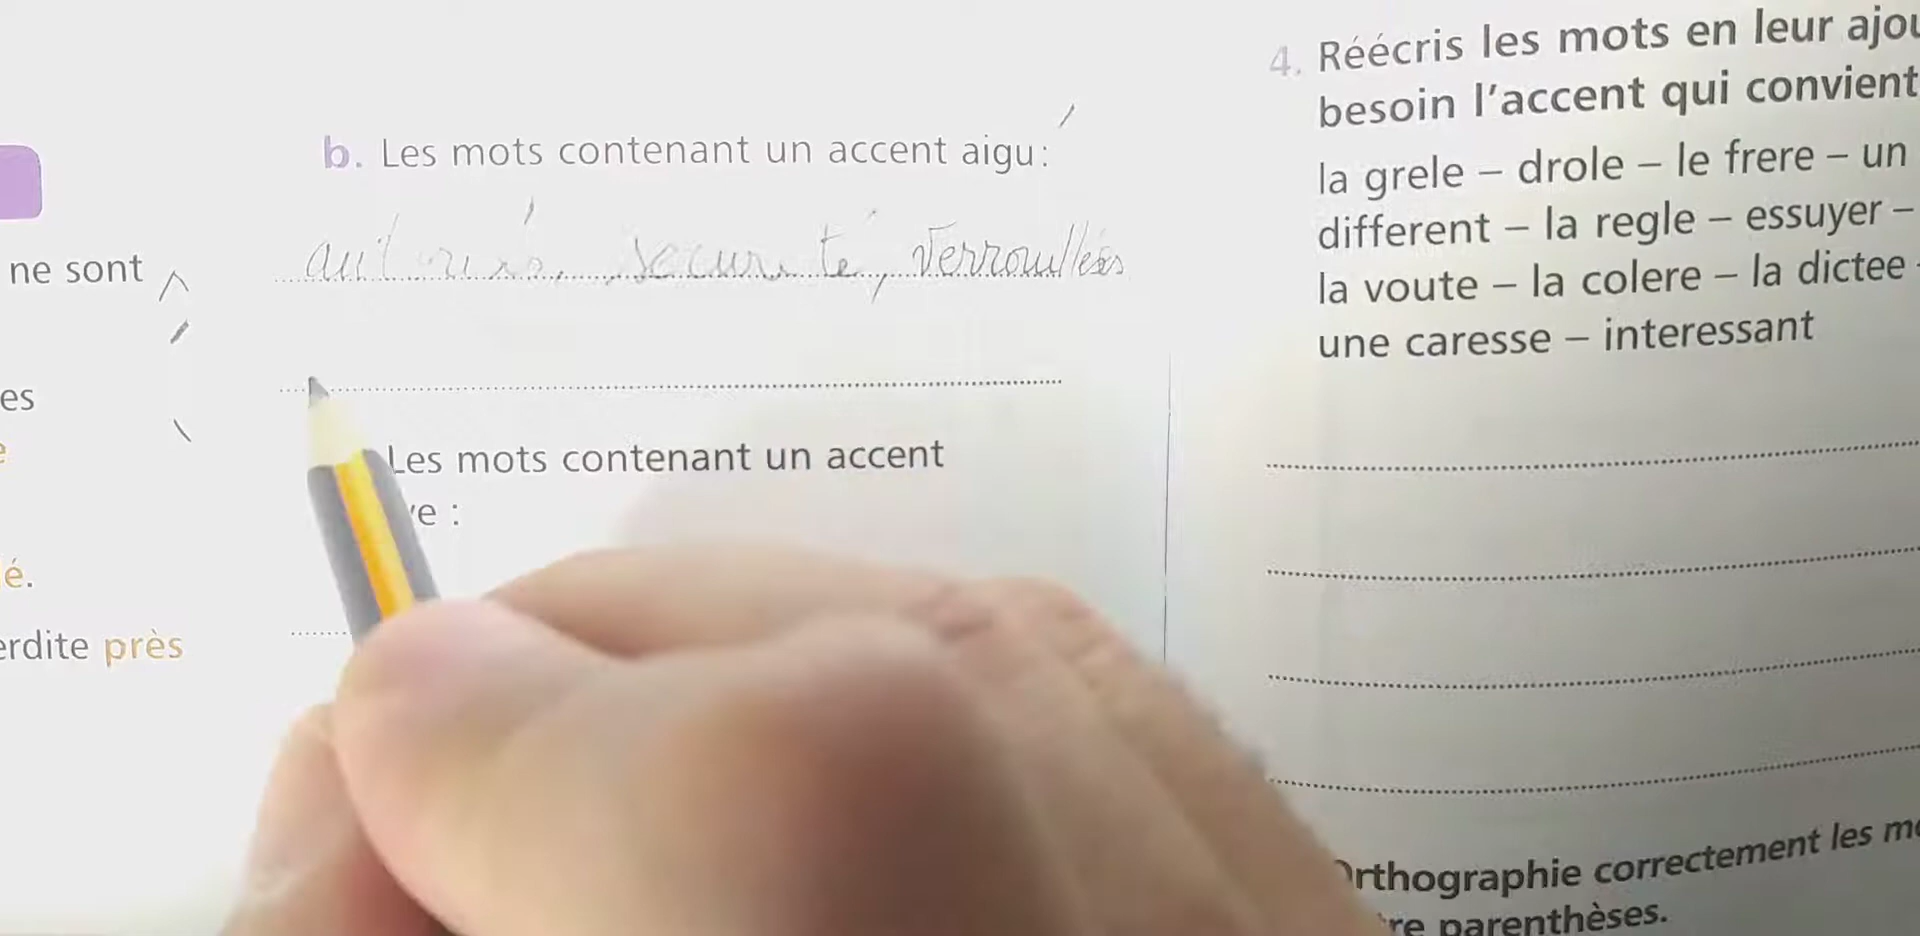 ne sont
es
e
é.
erdite près
b. Les mots contenant un accent aigu:
sécurité, verrouillées
Les mots contenant un accent
e :
4. Réécris les mots en leur ajou
besoin l'accent qui convient
la grele – drole – le frere – un
different – la regle – essuyer –
la voute – la colere – la dictee
une caresse – interessant
Orthographie correctement les mo
re parenthèses.